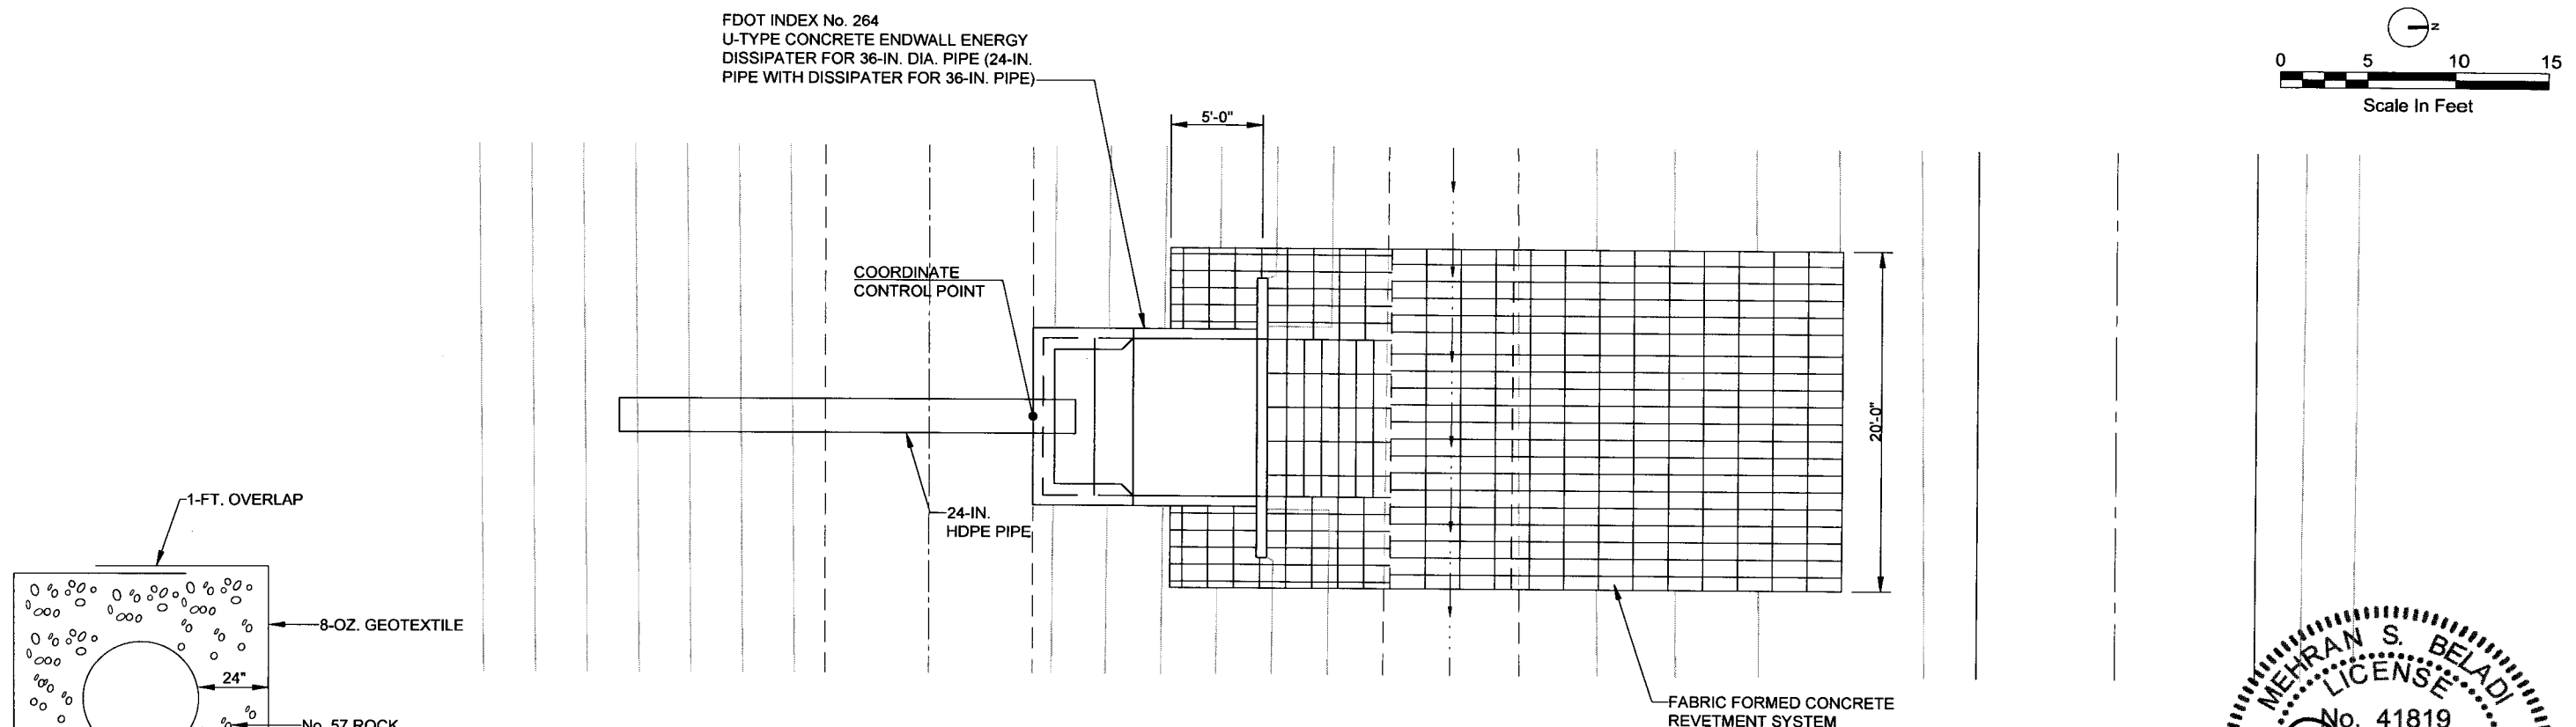 FDOT INDEX No. 264
U-TYPE CONCRETE ENDWALL ENERGY
DISSIPATER FOR 36-IN. DIA. PIPE (24-IN.
PIPE WITH DISSIPATER FOR 36-IN. PIPE)
N
0 5 10 15
Scale In Feet
5'-0"
COORDINATE
CONTROL POINT
20'-0"
24-IN.
HDPE PIPE
1-FT. OVERLAP
8-OZ. GEOTEXTILE
24"
No. 57 ROCK
FABRIC FORMED CONCRETE
REVETMENT SYSTEM
MEHRAN S. BELADI
LICENSE
No. 41819